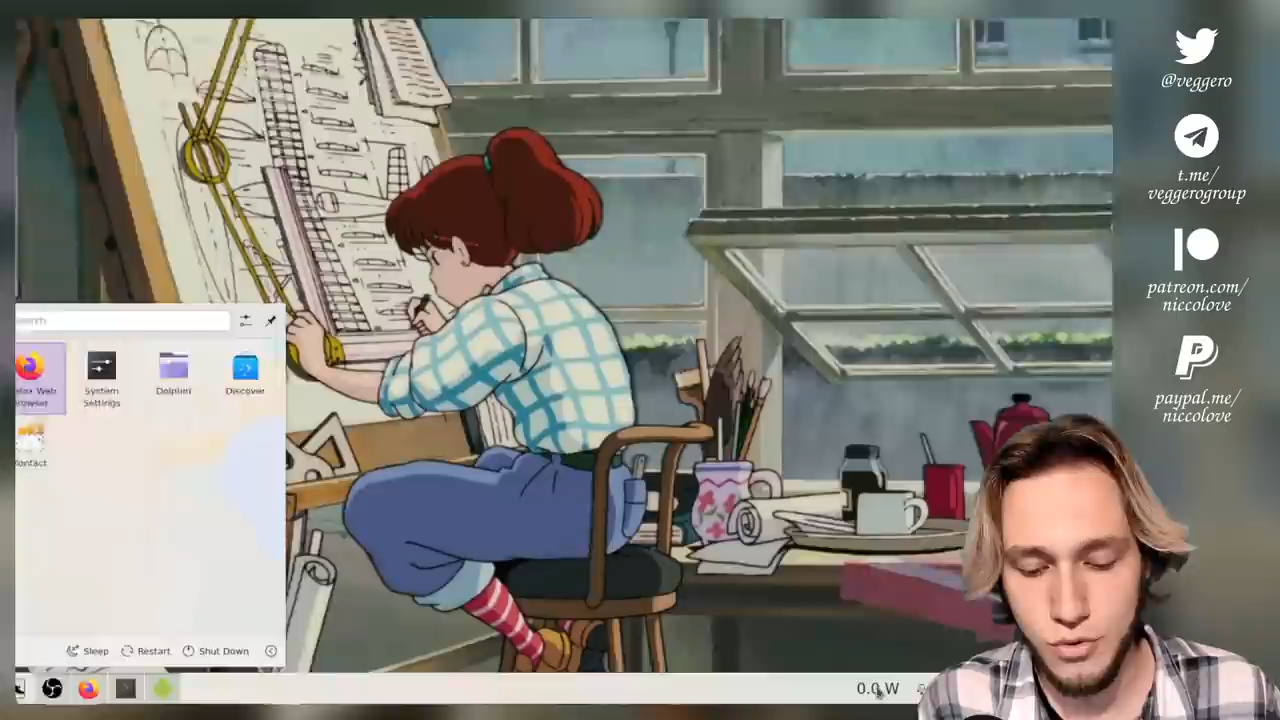 @veggero
t.me/
veggerogroup
patreon.com/
niccolove
paypal.me/
niccolove
System
Settings
Dolphin
Discover
Sleep
Restart
Shut Down
0.0 W